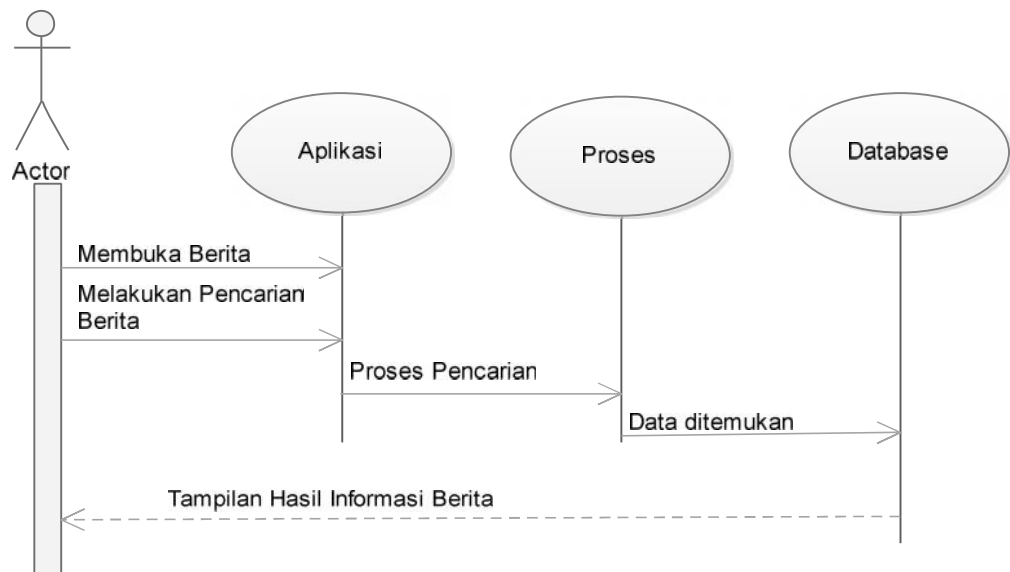 Actor
Aplikasi
Proses
Database
Membuka Berita
Melakukan Pencarian
Berita
Proses Pencarian
Data ditemukan
Tampilan Hasil Informasi Berita